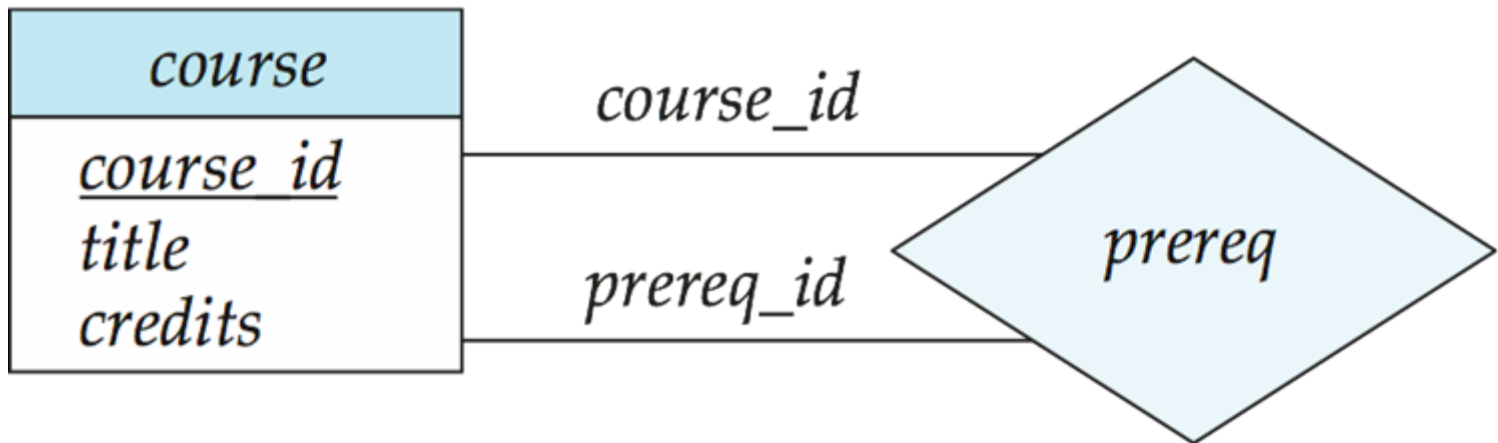 course
course_id
title
credits
course_id
prereq_id
prereq